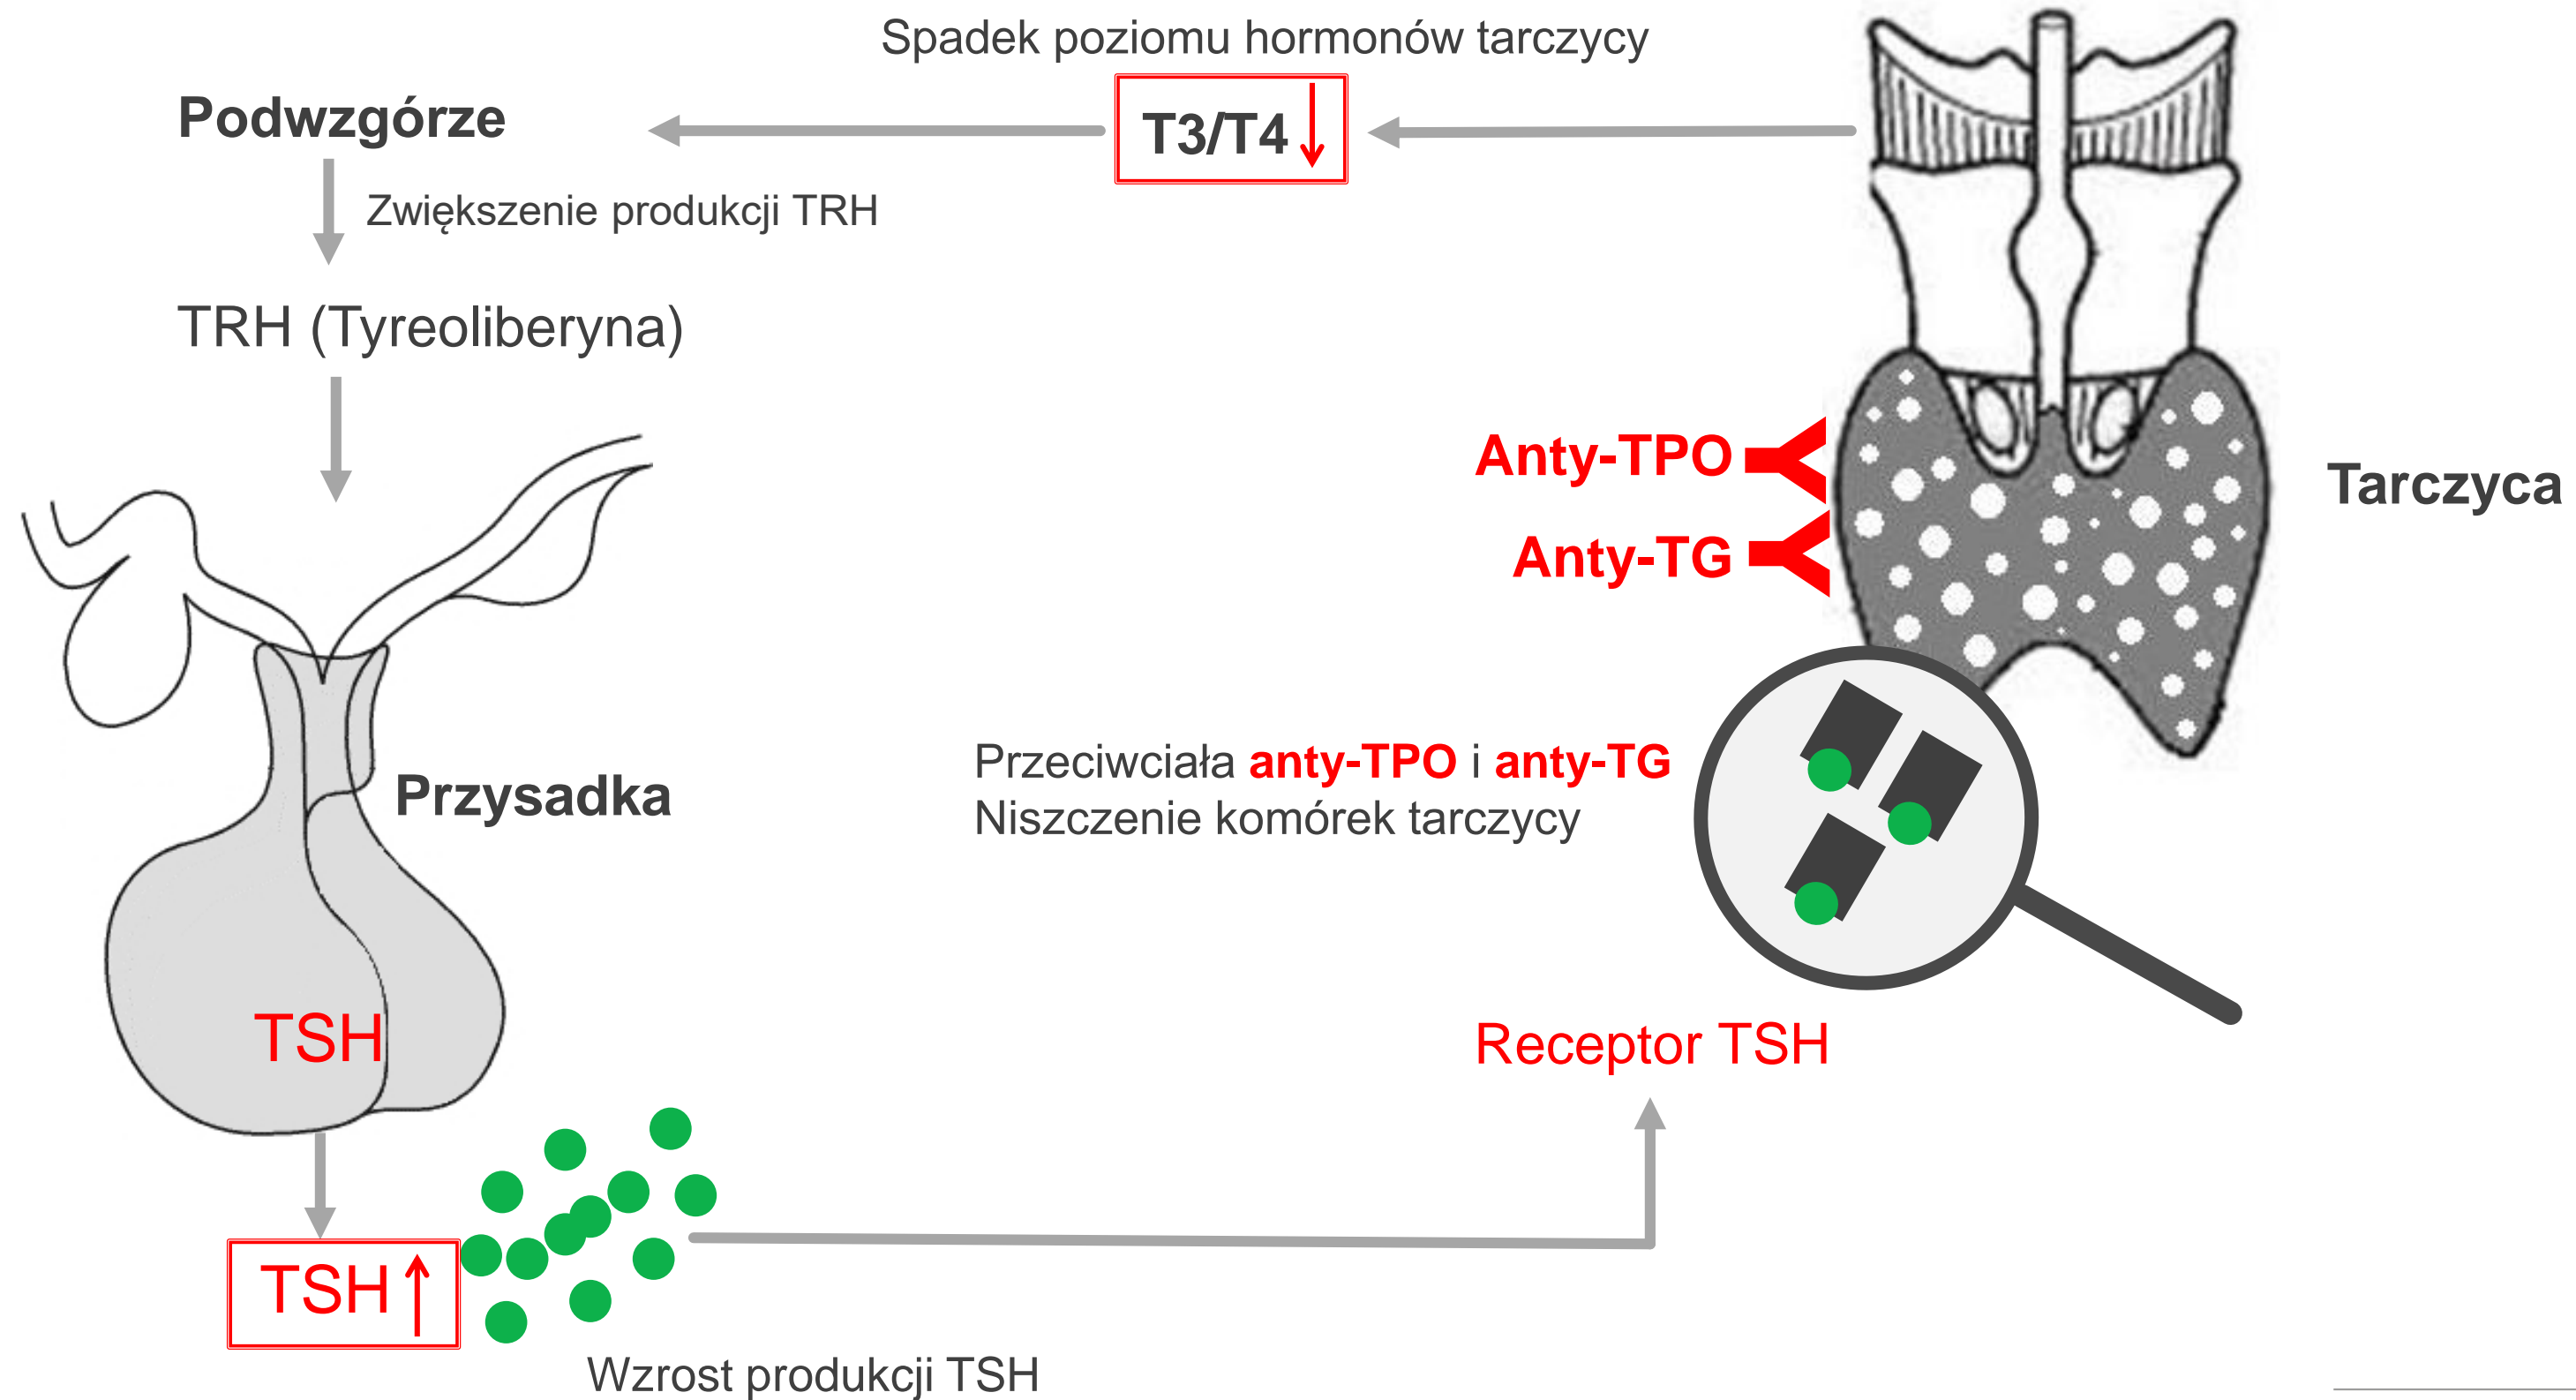 Spadek poziomu hormonów tarczycy
Podwzgórze
T3/T4
Zwiększenie produkcji TRH
TRH (Tyreoliberyna)
Anty-TPO
Tarczyca
Anty-TG
Przysadka
Przeciwciała anty-TPO i anty-TG
Niszczenie komórek tarczycy
TSH
Receptor TSH
TSH
Wzrost produkcji TSH